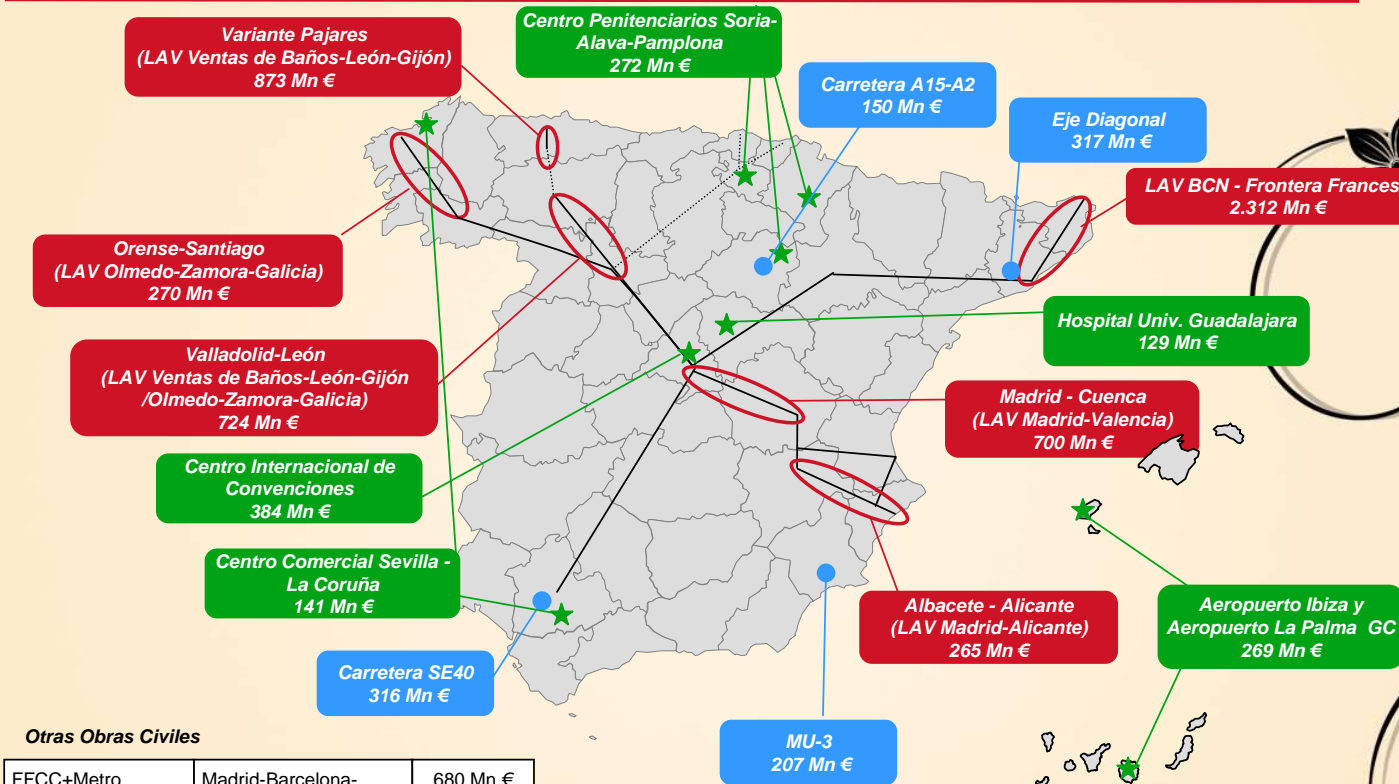 Variante Pajares
(LAV Ventas de Baños-León-Gijón)
873 Mn €
Centro Penitenciarios Soria-
Alava-Pamplona
272 Mn €
Carretera A15-A2
150 Mn €
Eje Diagonal
317 Mn €
LAV BCN - Frontera Frances
2.312 Mn €
Orense-Santiago
(LAV Olmedo-Zamora-Galicia)
270 Mn €
Hospital Univ. Guadalajara
129 Mn €
Valladolid-León
(LAV Ventas de Baños-León-Gijón
/Olmedo-Zamora-Galicia)
724 Mn €
Madrid - Cuenca
(LAV Madrid-Valencia)
700 Mn €
Centro Internacional de
Convenciones
384 Mn €
Centro Comercial Sevilla -
La Coruña
141 Mn €
Albacete - Alicante
(LAV Madrid-Alicante)
265 Mn €
Aeropuerto Ibiza y
Aeropuerto La Palma GC
269 Mn €
Carretera SE40
316 Mn €
MU-3
207 Mn €
Otras Obras Civiles
FFCC+Metro Madrid-Barcelona- 680 Mn €